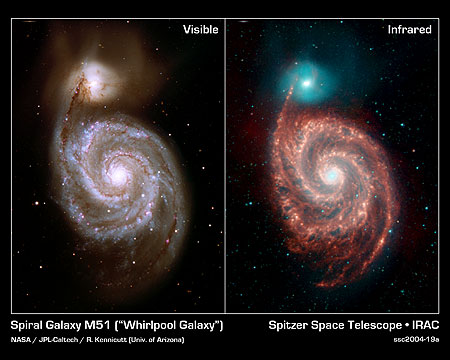 Visible
Infrared
Spiral Galaxy M51 (“Whirlpool Galaxy”)
Spitzer Space Telescope • IRAC
NASA / JPL-Caltech / R. Kennicutt (Univ. of Arizona)
ssc2004-19a